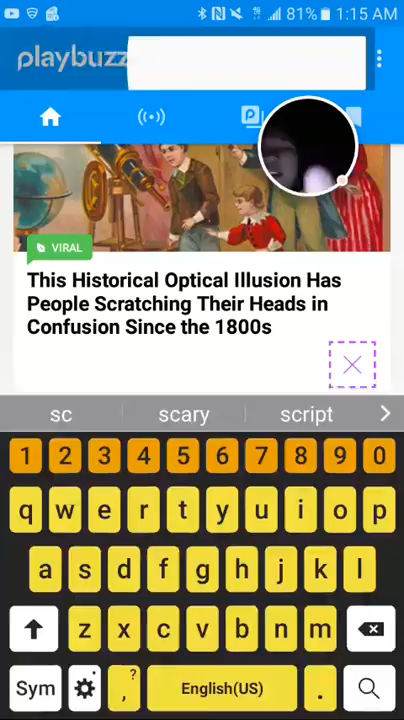 81% 1:15 AM
playbuzz
VIRAL
This Historical Optical Illusion Has
People Scratching Their Heads in
Confusion Since the 1800s
sc scary script
1 2 3 4 5 6 7 8 9 0
q w e r t y u i o p
a s d f g h j k l
z x c v b n m
Sym , ? English(US) .